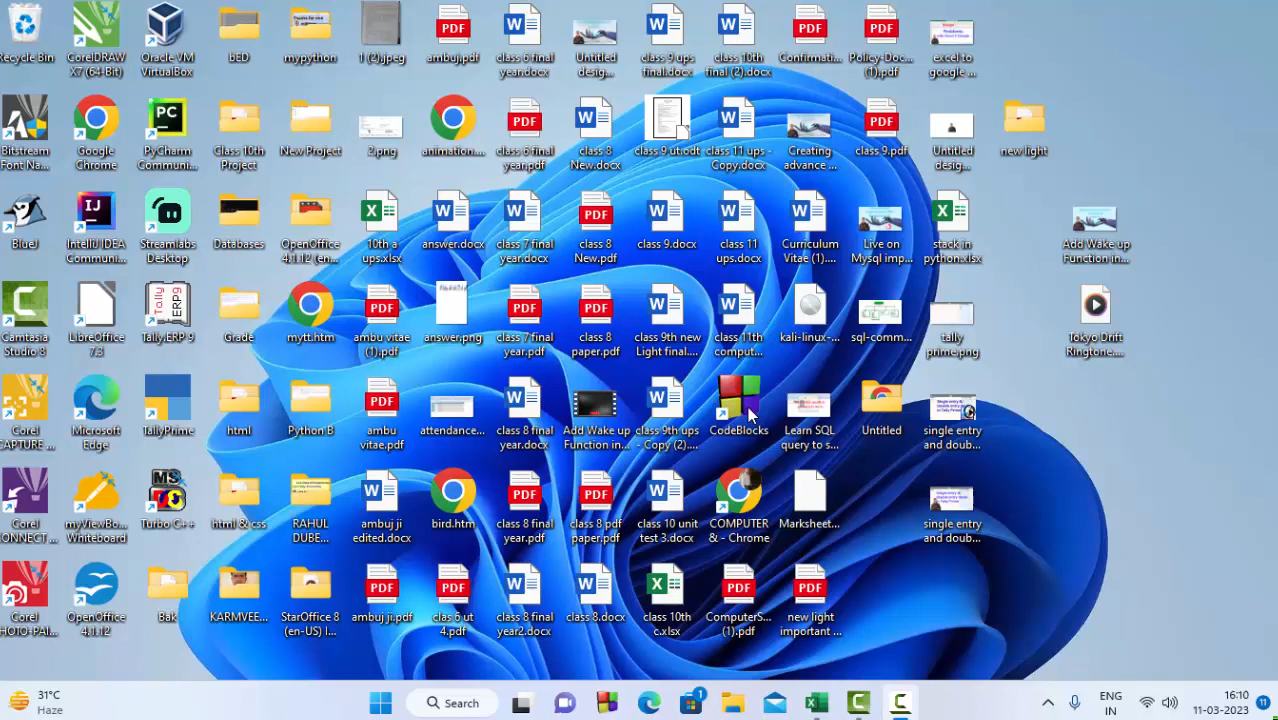 Recycle Bin
CorelDRAW
X7 (64-Bit)
Oracle VM
VirtualBox
bED
mypython
1 (2).jpeg
ambuj.pdf
class 6 final
yeardocx
Untitled
desig...
class 9 ups
final.docx
class 10th
final (2).docx
Confirmati...
Policy-Doc...
(1).pdf
excel to
google ...
Bitstream
Font Na...
Google
Chrome
PyCharm
Communi...
Class 10th
Project
New Project
2.png
animation....
class 6 final
year.pdf
class 8
New.docx
class 9 ut.odt
class 11 ups -
Copy.docx
Creating
advance ...
class 9.pdf
Untitled
desig...
new light
BlueJ
IntelliJ IDEA
Communi...
Streamlabs
Desktop
Databases
OpenOffice
4.1.12 (en...
10th a
ups.xlsx
answer.docx
class 7 final
year.docx
class 8
New.pdf
class 9.docx
class 11
ups.docx
Curriculum
Vitae (1)....
Live on
Mysql imp...
stack in
python.xlsx
Add Wake up
Function in...
Camtasia
Studio 8
LibreOffice
7.3
Tally.ERP 9
Grade
mytt.htm
ambu vitae
(1).pdf
answer.png
class 7 final
year.pdf
class 8
paper.pdf
class 9th new
Light final....
class 11th
comput...
kali-linux-...
sql-comm...
tally
prime.png
Tokyo Drift
Ringtone....
Corel
CAPTURE ...
Microsoft
Edge
TallyPrime
html
Python B
ambu
vitae.pdf
attendance...
class 8 final
year.docx
Add Wake up
Function in...
class 9th ups
- Copy (2)....
CodeBlocks
Learn SQL
query to s...
Untitled
single entry
and doub...
Corel
CONNECT ...
myViewBo...
Whiteboard
Turbo C++
html & css
RAHUL
DUBE...
ambuj ji
edited.docx
bird.htm
class 8 final
year.pdf
class 8 pdf
paper.pdf
class 10 unit
test 3.docx
COMPUTER
& - Chrome
Marksheet...
single entry
and doub...
Corel
PHOTO-PAI...
OpenOffice
4.1.12
Bak
KARMVEE...
StarOffice 8
(en-US) I...
ambuj ji.pdf
clas 6 ut
4.pdf
class 8 final
year2.docx
class 8.docx
class 10th
c.xlsx
ComputerS...
(1).pdf
new light
important ...
31°C
Haze
Search
1
ENG
IN
16:10
11-03-2023
11